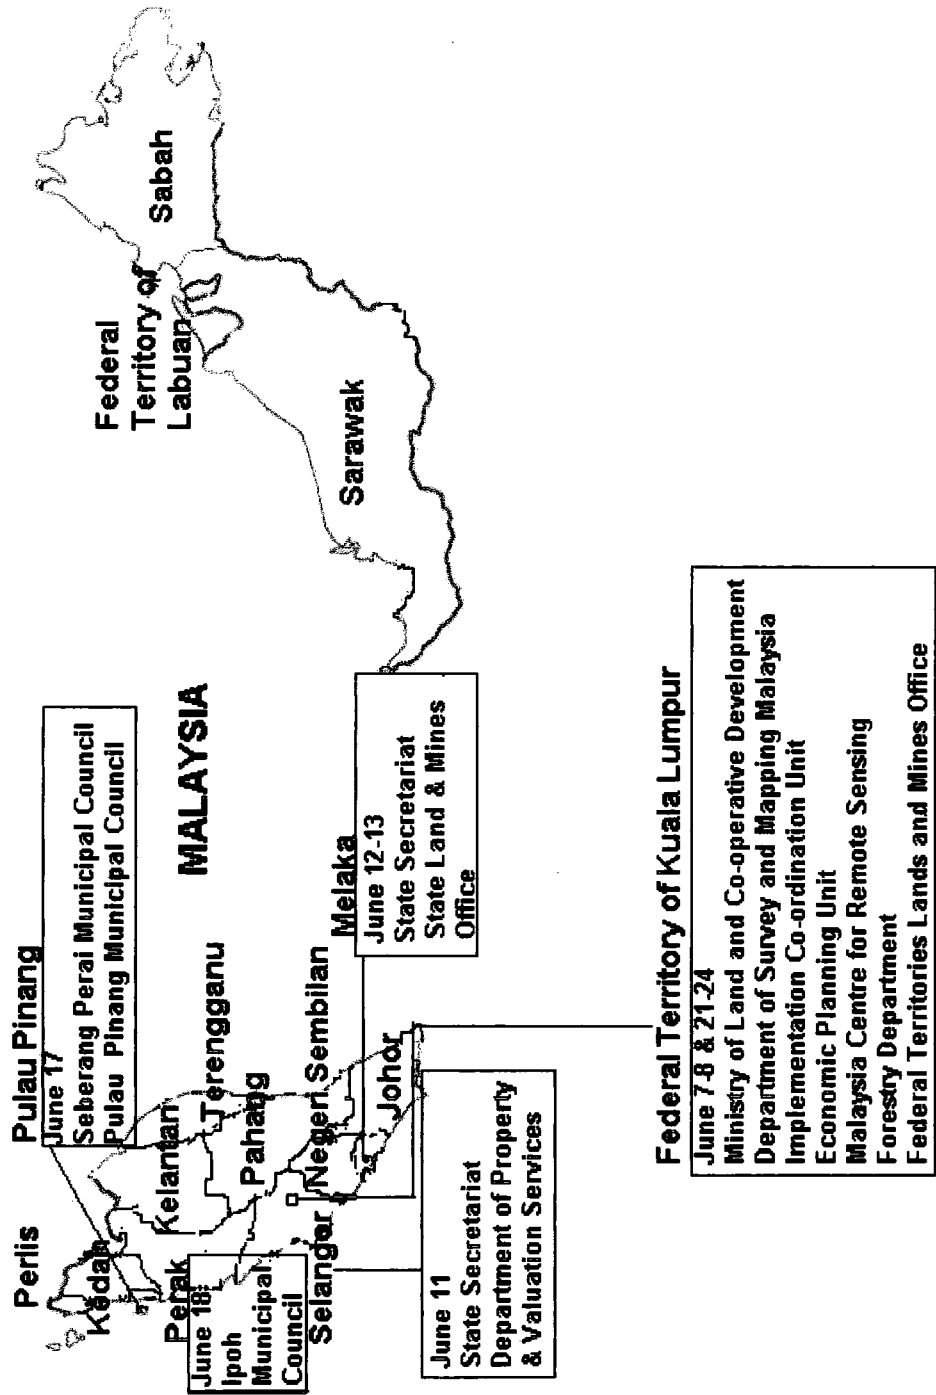 Perlis
Kedah
Pulau Pinang
June 17
Seberang Perai Municipal Council
Pulau Pinang Municipal Council
Kelantan
Terengganu
MALAYSIA
Federal
Territory of
Labuan
Sabah
Sarawak
Perak
June 18:
Ipoh
Municipal
Council
Pahang
Selangor
Negeri Sembilan
Melaka
June 12-13
State Secretariat
State Land & Mines
Office
Johor
June 11
State Secretariat
Department of Property
& Valuation Services
Federal Territory of Kuala Lumpur
June 7-8 & 21-24
Ministry of Land and Co-operative Development
Department of Survey and Mapping Malaysia
Implementation Co-ordination Unit
Economic Planning Unit
Malaysia Centre for Remote Sensing
Forestry Department
Federal Territories Lands and Mines Office